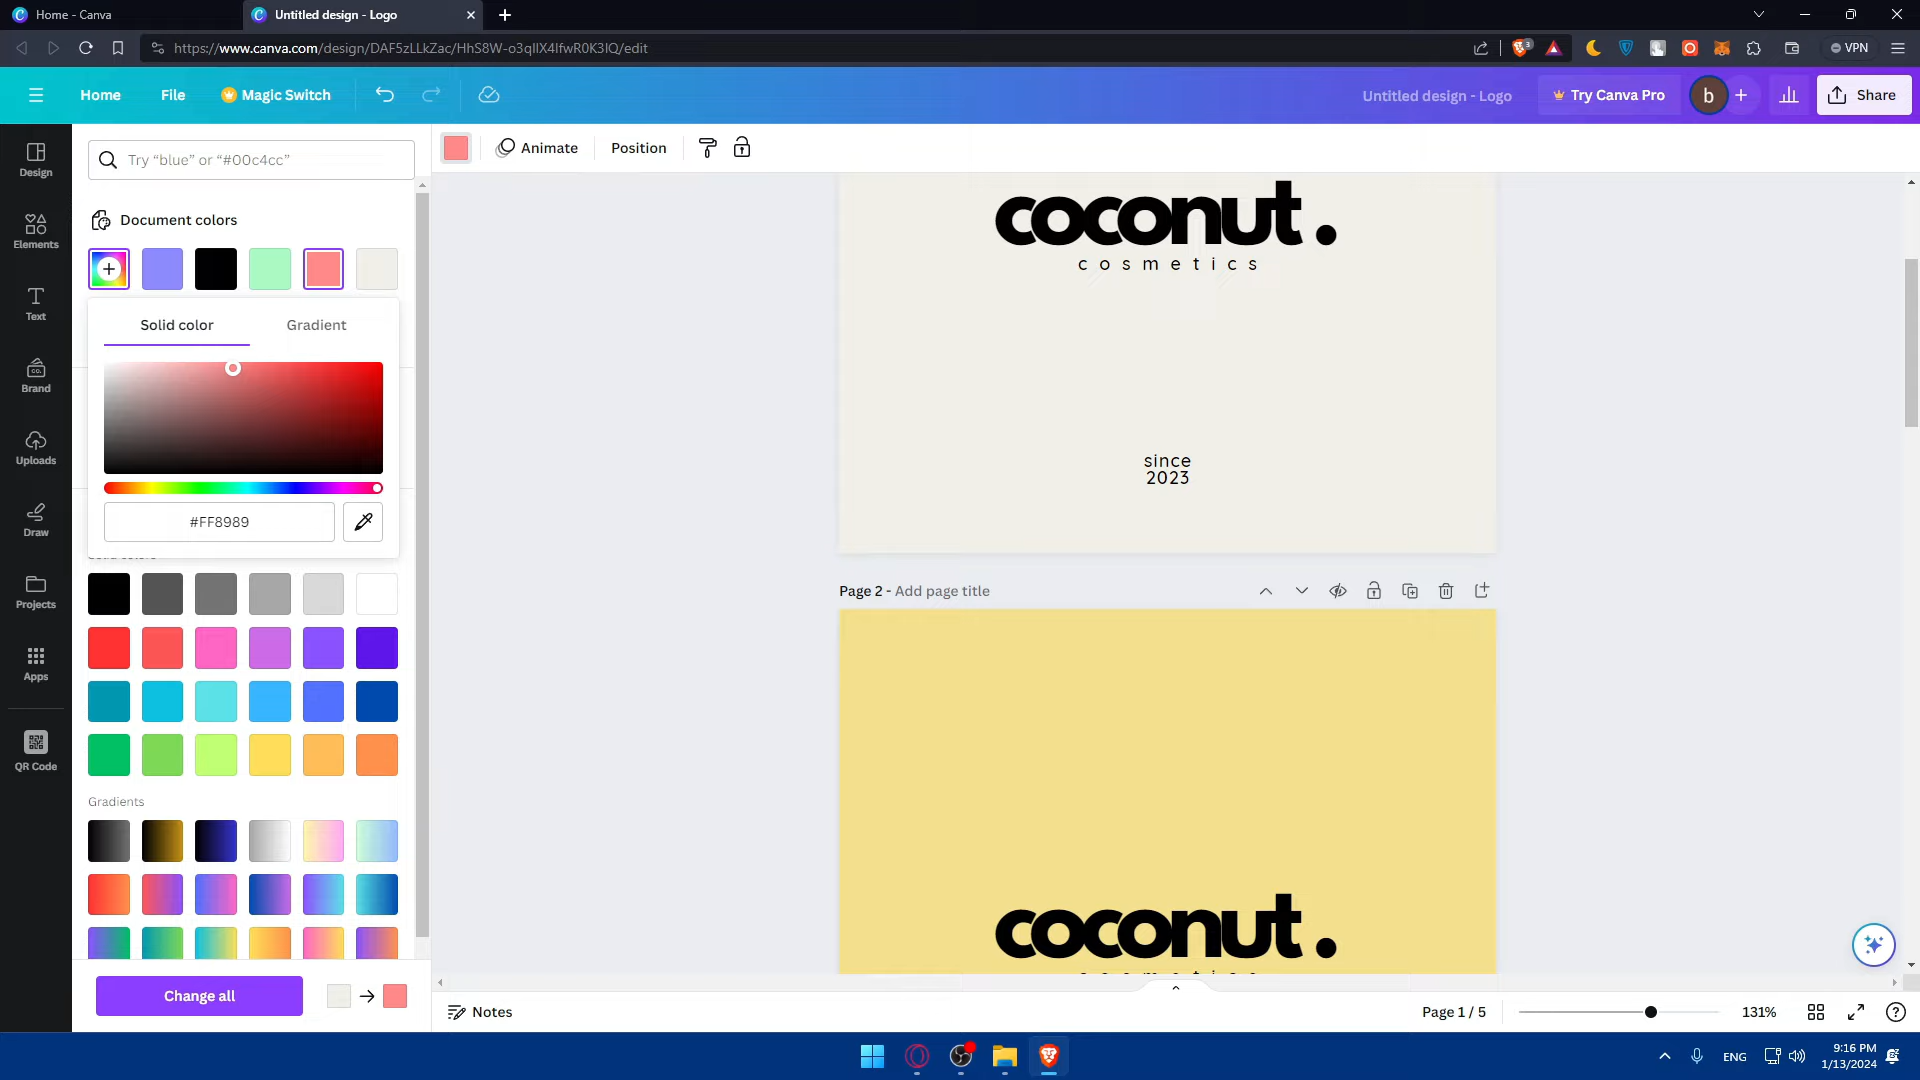 Home - Canva
Untitled design - Logo
https://www.canva.com/design/DAF5zLLkZac/HhS8W-o3qIlX4lfwR0K3IQ/edit
3
VPN
Home
File
Magic Switch
Untitled design - Logo
Try Canva Pro
b
Share
Design
Elements
Text
Brand
Uploads
Draw
Projects
Apps
QR Code
Try “blue” or “#00c4cc”
Document colors
Solid color
Gradient
#FF8989
Gradients
Change all
Animate
Position
coconut.
cosmetics
since
2023
Page 2 - Add page title
coconut.
Notes
Page 1 / 5
131%
ENG
9:16 PM
1/13/2024